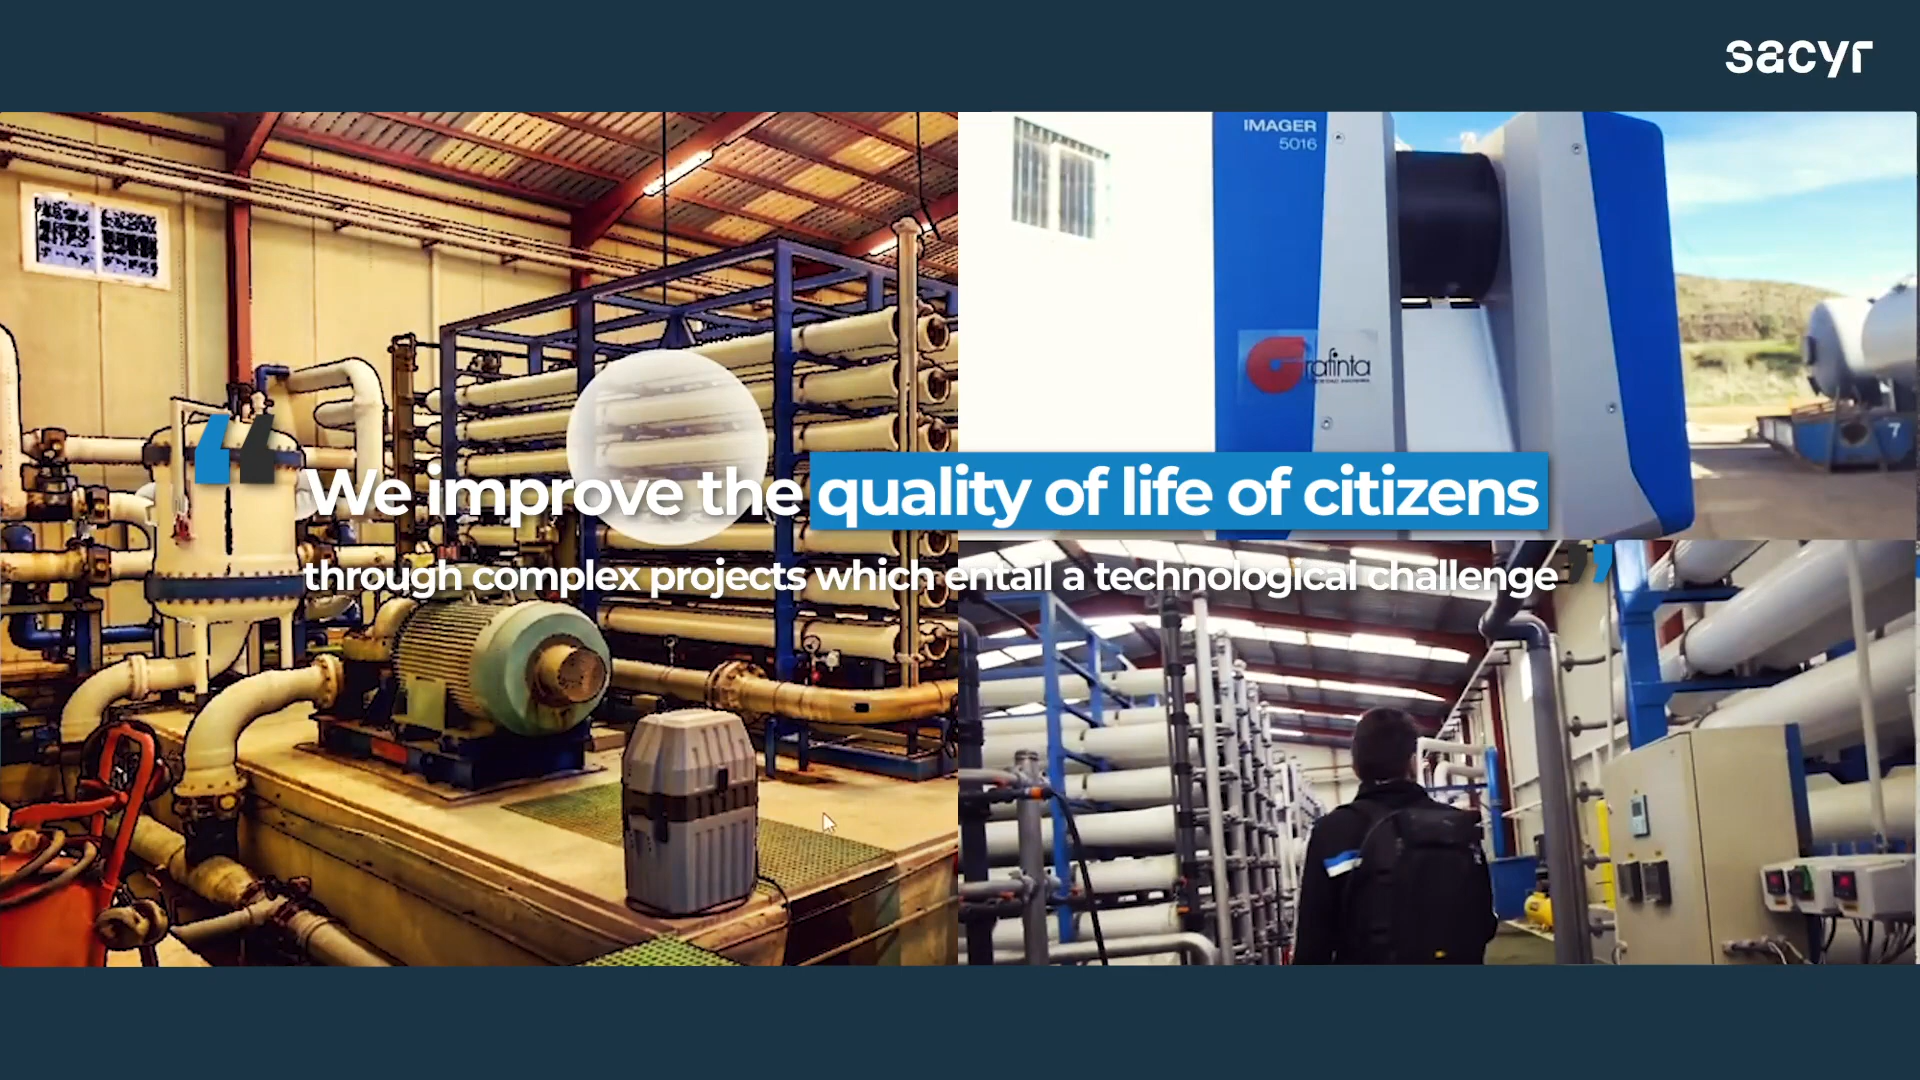 sacyr
IMAGER
5016
Grafinta
“We improve the quality of life of citizens
through complex projects which entail a technological challenge”
7